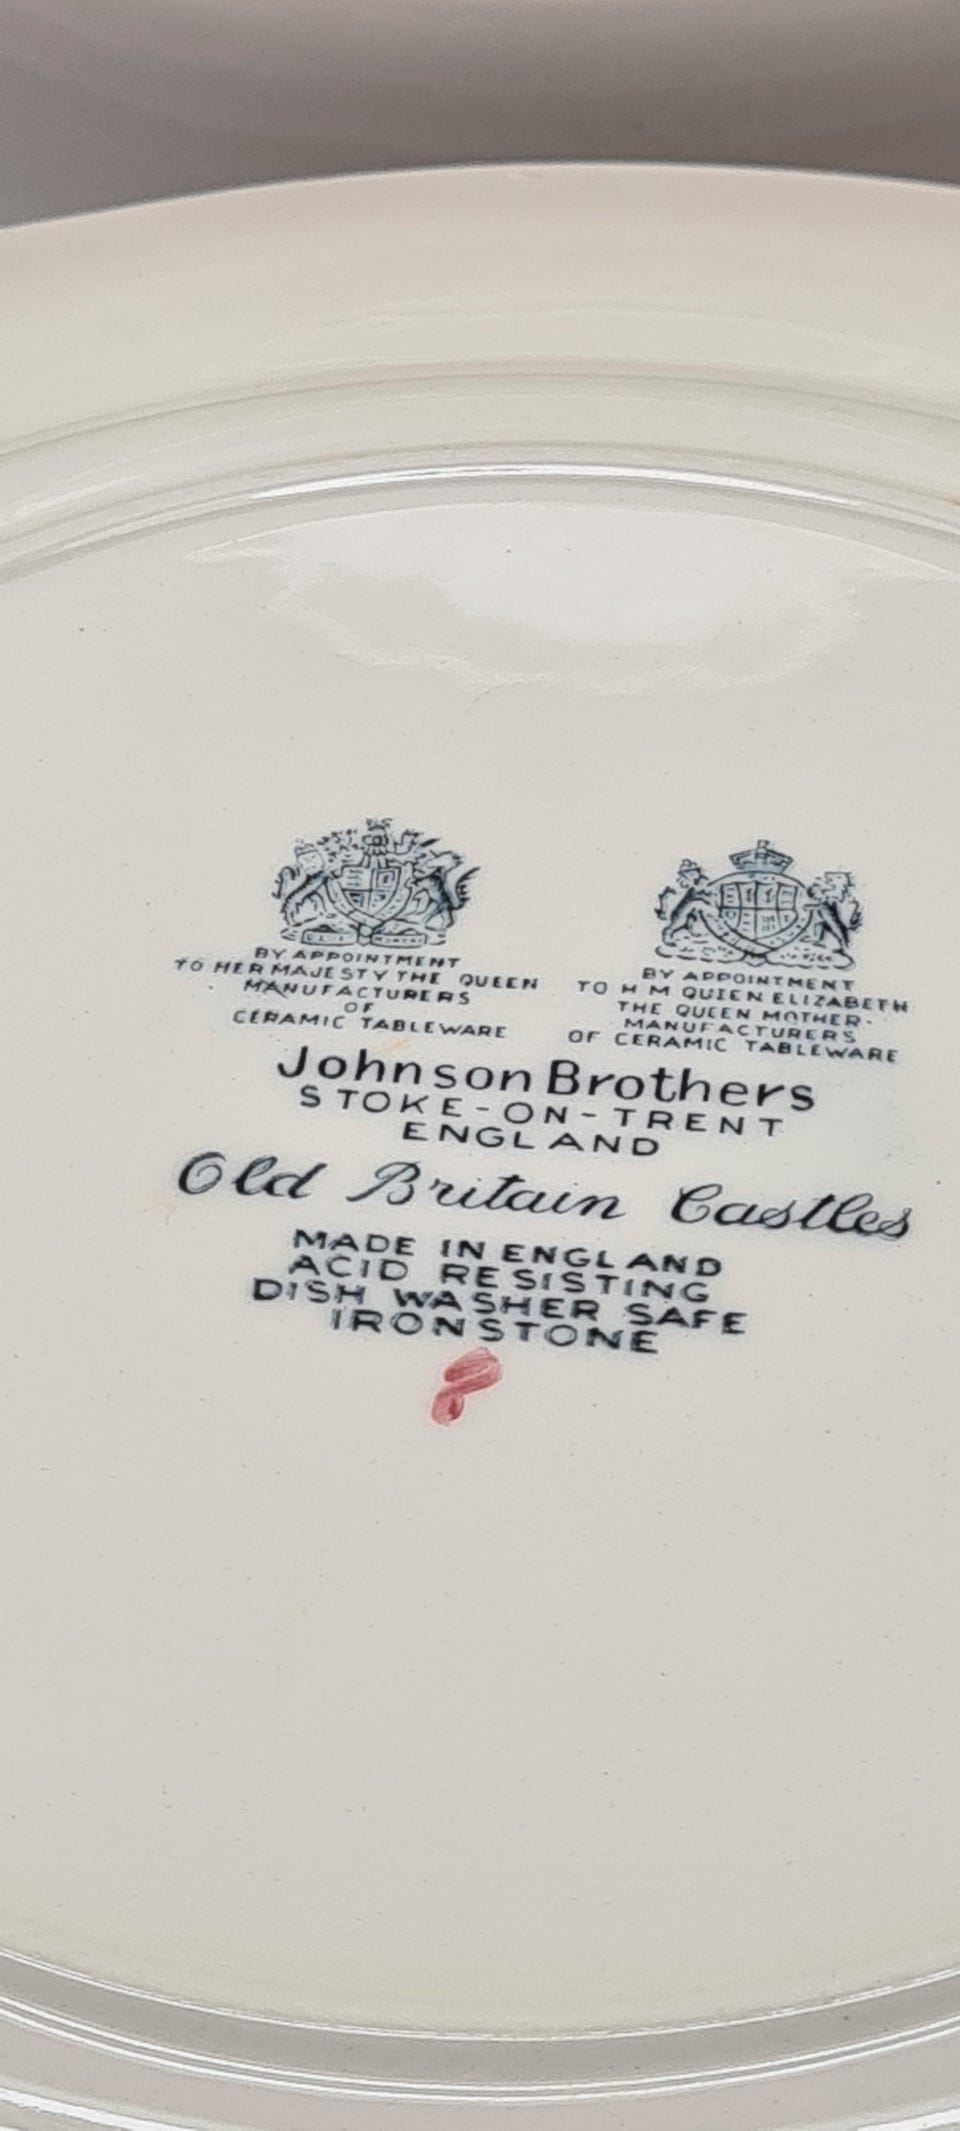 BY APPOINTMENT
TO HER MAJESTY THE QUEEN
MANUFACTURERS
OF
CERAMIC TABLEWARE
BY APPOINTMENT
TO H M QUEEN ELIZABETH
THE QUEEN MOTHER
MANUFACTURERS
OF CERAMIC TABLEWARE
Johnson Brothers
STOKE-ON-TRENT
ENGLAND
Old Britain Castles
MADE IN ENGLAND
ACID RESISTING
DISH WASHER SAFE
IRONSTONE